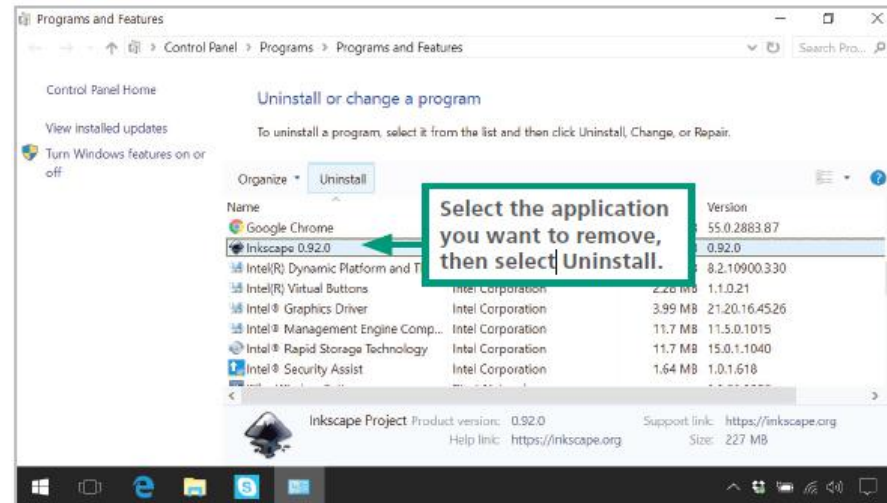 Programs and Features
Control Panel > Programs > Programs and Features
Search Pro...
Control Panel Home
View installed updates
Turn Windows features on or
off
Uninstall or change a program
To uninstall a program, select it from the list and then click Uninstall, Change, or Repair.
Organize Uninstall
Name Version
Google Chrome 55.0.2883.87
Inkscape 0.92.0 0.92.0
Intel(R) Dynamic Platform and 8.2.10900.330
Intel(R) Virtual Buttons Intel Corporation 2.28 MB 1.1.0.21
Intel® Graphics Driver Intel Corporation 3.99 MB 21.20.16.4526
Intel® Management Engine Comp... Intel Corporation 11.7 MB 11.5.0.1015
Intel® Rapid Storage Technology Intel Corporation 11.7 MB 15.0.1.1040
Intel® Security Assist Intel Corporation 1.64 MB 1.0.1.618
Select the application
you want to remove,
then select Uninstall.
Inkscape Project Product version: 0.92.0 Support link: https://inkscape.org
Help link: https://inkscape.org Size: 227 MB